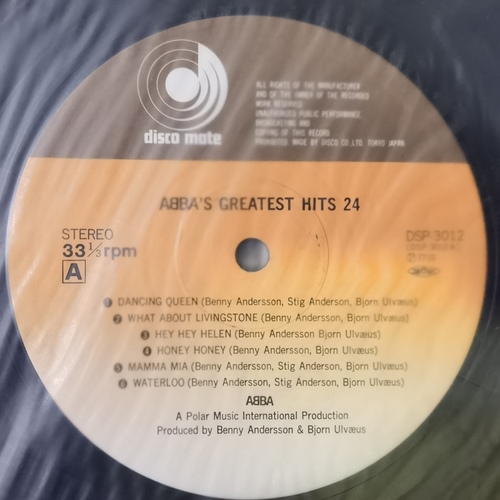 disco mate
ALL RIGHTS OF THE MANUFACTURER
AND OF THE OWNER OF THE RECORDED
WORK RESERVED
UNAUTHORISED PUBLIC PERFORMANCE,
BROADCASTING AND
COPYING OF THIS RECORD
PROHIBITED MADE BY DISCO CO.,LTD. TOKYO JAPAN
ABBA'S GREATEST HITS 24
STEREO
33 1/3 rpm
A
DSP-3012
1 DANCING QUEEN (Benny Andersson, Stig Anderson, Bjorn Ulvæus)
2 WHAT ABOUT LIVINGSTONE (Benny Andersson, Bjorn Ulvæus)
3 HEY HEY HELEN (Benny Andersson Bjorn Ulvæus)
4 HONEY HONEY (Benny Andersson, Bjorn Ulvæus)
5 MAMMA MIA (Benny Andersson, Stig Anderson, Bjorn Ulvæus)
6 WATERLOO (Benny Andersson, Stig Anderson, Bjorn Ulvæus)
ABBA
A Polar Music International Production
Produced by Benny Andersson & Bjorn Ulvæus